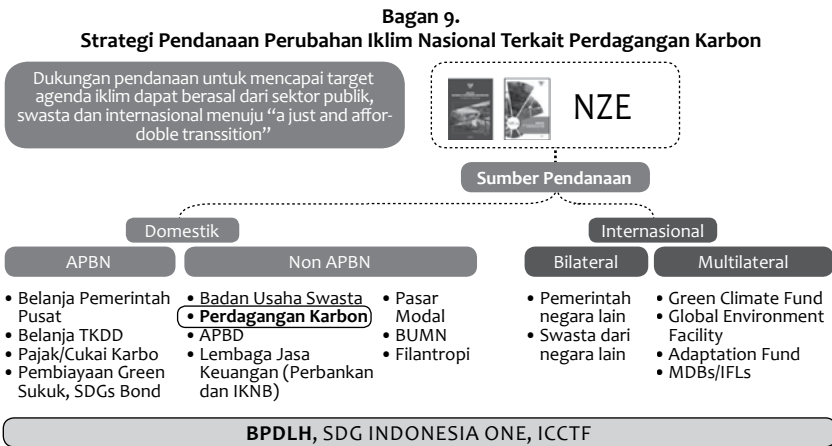 Bagan 9.
Strategi Pendanaan Perubahan Iklim Nasional Terkait Perdagangan Karbon
Dukungan pendanaan untuk mencapai target
agenda iklim dapat berasal dari sektor publik,
swasta dan internasional menuju “a just and affor-
doble transsition”
NZE
Sumber Pendanaan
Domestik
Internasional
APBN
Non APBN
Bilateral
Multilateral
• Belanja Pemerintah
Pusat
• Belanja TKDD
• Pajak/Cukai Karbo
• Pembiayaan Green
Sukuk, SDGs Bond
• Badan Usaha Swasta
• Perdagangan Karbon
• APBD
• Lembaga Jasa
Keuangan (Perbankan
dan IKNB)
• Pasar
Modal
• BUMN
• Filantropi
• Pemerintah
negara lain
• Swasta dari
negara lain
• Green Climate Fund
• Global Environment
Facility
• Adaptation Fund
• MDBs/IFLs
BPDLH, SDG INDONESIA ONE, ICCTF